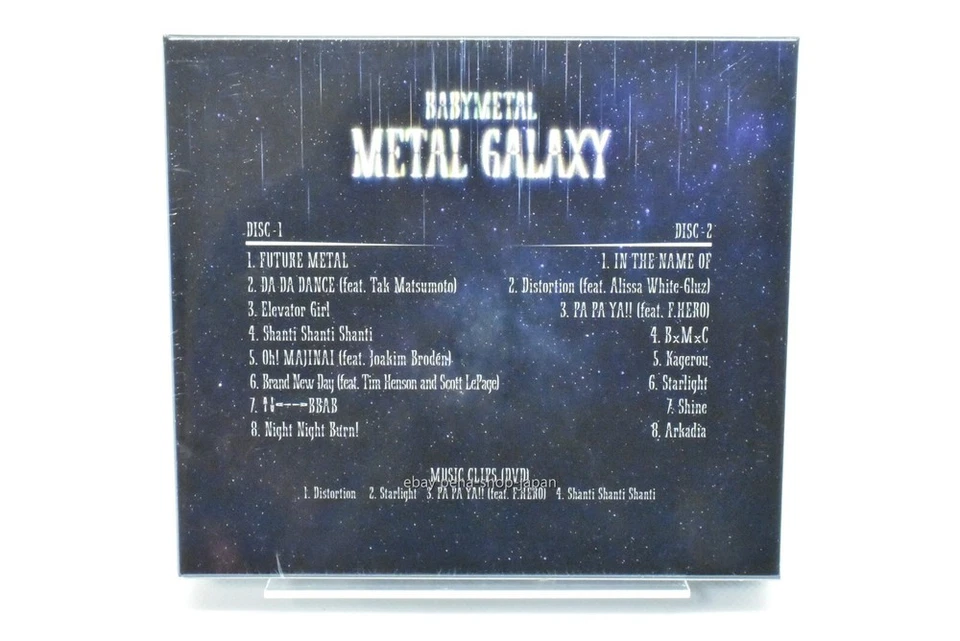 BABYMETAL
METAL GALAXY
DISC-1
1. FUTURE METAL
2. DA DA DANCE (feat. Tak Matsumoto)
3. Elevator Girl
4. Shanti Shanti Shanti
5. Oh! MAJINAI (feat. Joakim Brodén)
6. Brand New Day (feat. Tim Henson and Scott LePage)
7. ↑↓←→←→BBAB
8. Night Night Burn!
DISC-2
1. IN THE NAME OF
2. Distortion (feat. Alissa White-Gluz)
3. PA PA YA!! (feat. F.HERO)
4. BxMxC
5. Kagerou
6. Starlight
7. Shine
8. Arkadia
MUSIC CLIPS (DVD)
ebay-peha-shop-japan
1. Distortion 2. Starlight 3. PA PA YA!! (feat. F.HERO) 4. Shanti Shanti Shanti